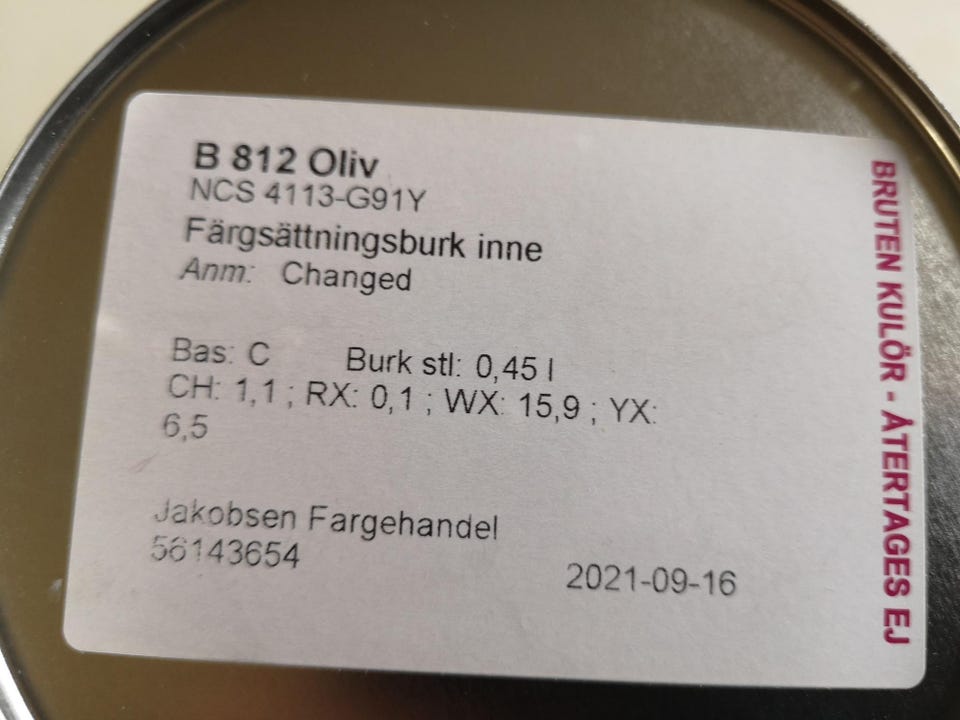 B 812 Oliv
NCS 4113-G91Y
Färgsättningsburk inne
Anm: Changed
Bas: C Burk stl: 0,45 l
CH: 1,1 ; RX: 0,1 ; WX: 15,9 ; YX:
6,5
Jakobsen Fargehandel
56143654
2021-09-16
BRUTEN KULÖR - ÅTERTAGES EJ